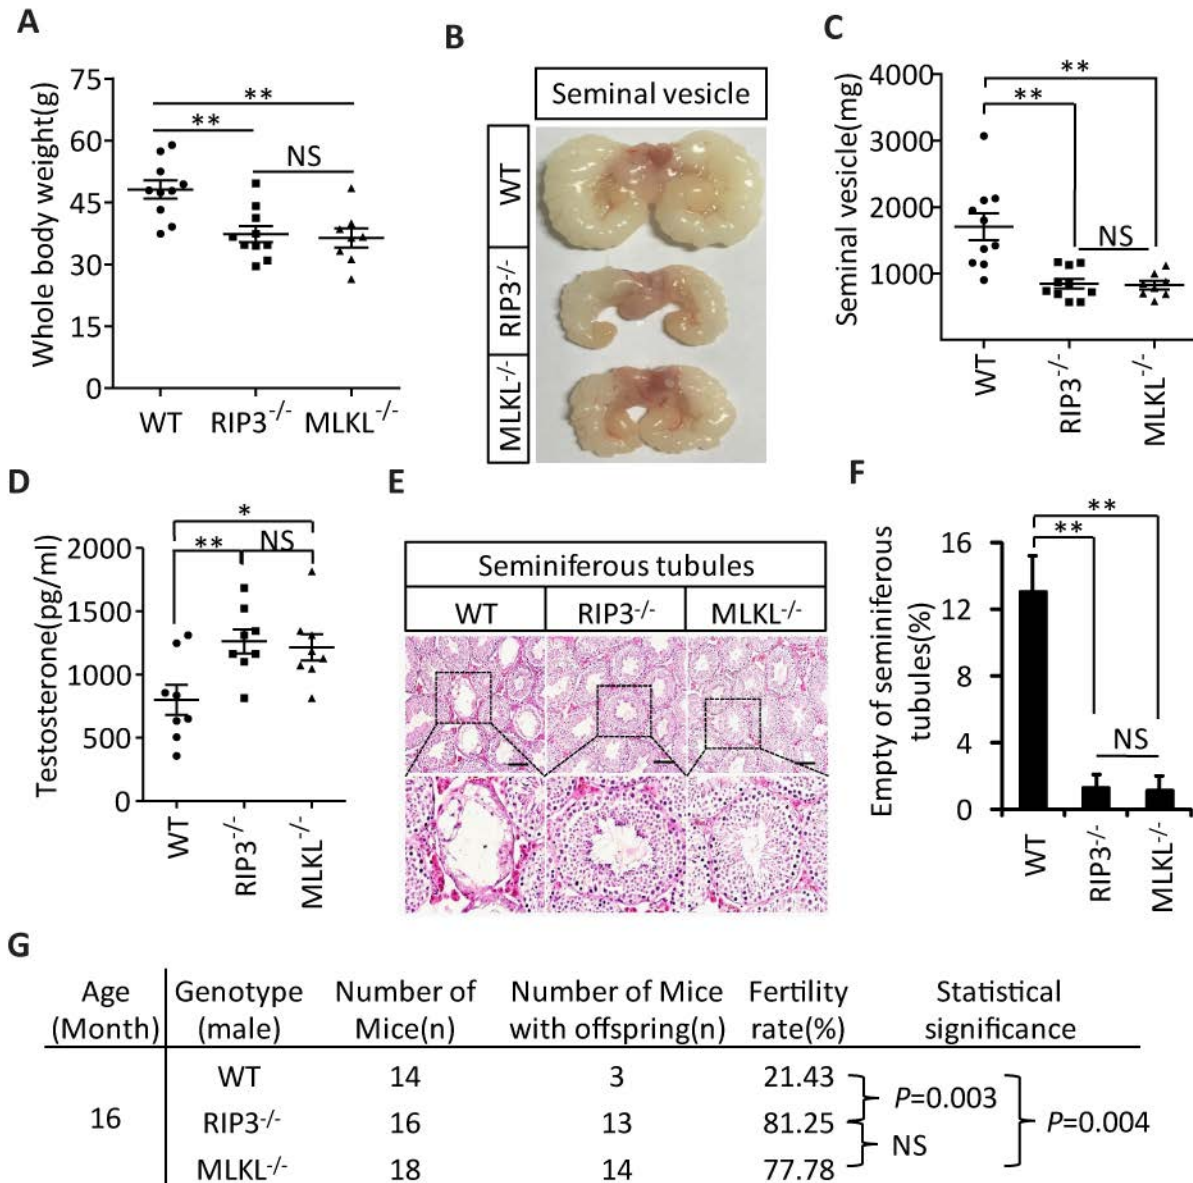 A
Whole body weight(g)
75
60
45
30
15
0
**
**
NS
WT RIP3-/- MLKL-/-
B
Seminal vesicle
WT
RIP3-/-
MLKL-/-
C
Seminal vesicle(mg)
4000
3000
2000
1000
**
**
NS
WT
RIP3-/-
MLKL-/-
D
Testosterone(pg/ml)
2000
1500
1000
500
0
*
**
NS
WT
RIP3-/-
MLKL-/-
E
Seminiferous tubules
WT RIP3-/- MLKL-/-
F
Empty of seminiferous
tubules(%)
16
12
8
4
0
**
**
NS
WT
RIP3-/-
MLKL-/-
G
Age Genotype Number of Number of Mice Fertility Statistical
(Month) (male) Mice(n) with offspring(n) rate(%) significance
WT 14 3 21.43
P=0.003
16 RIP3-/- 16 13 81.25 P=0.004
NS
MLKL-/- 18 14 77.78